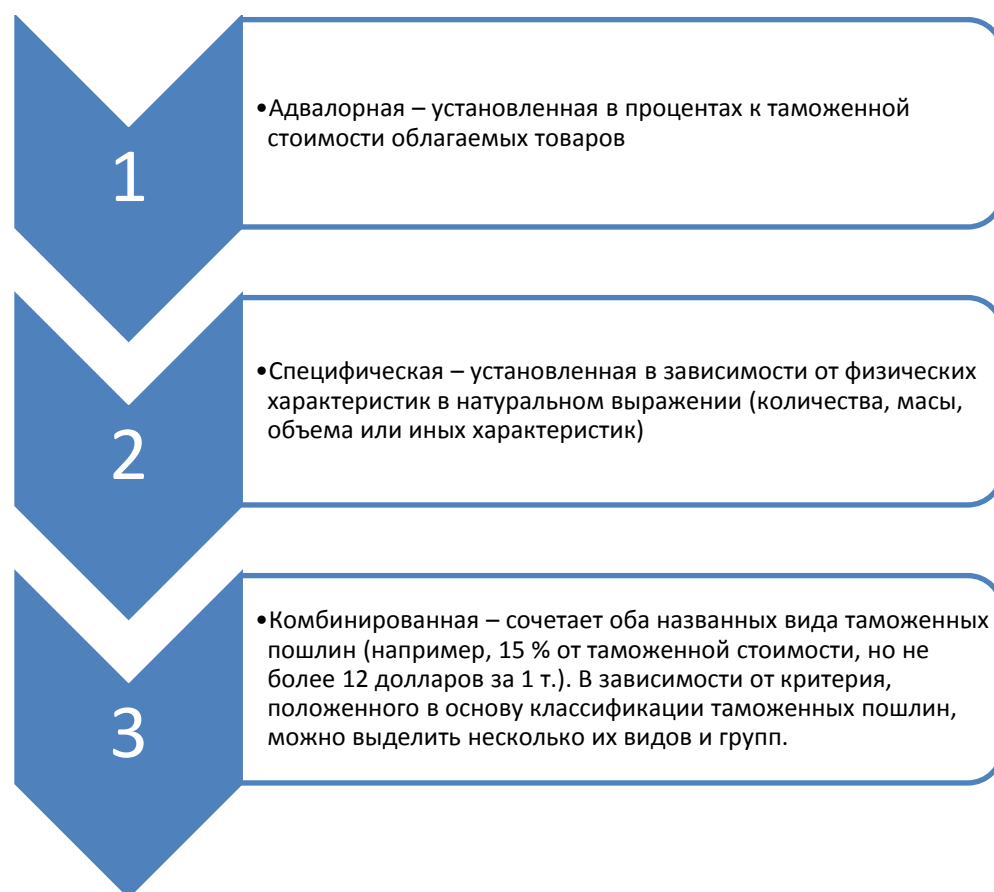 1
•Адвалорная – установленная в процентах к таможенной
стоимости облагаемых товаров
2
•Специфическая – установленная в зависимости от физических
характеристик в натуральном выражении (количества, масы,
объема или иных характеристик)
3
•Комбинированная – сочетает оба названных вида таможенных
пошлин (например, 15 % от таможенной стоимости, но не
более 12 долларов за 1 т.). В зависимости от критерия,
положенного в основу классификации таможенных пошлин,
можно выделить несколько их видов и групп.